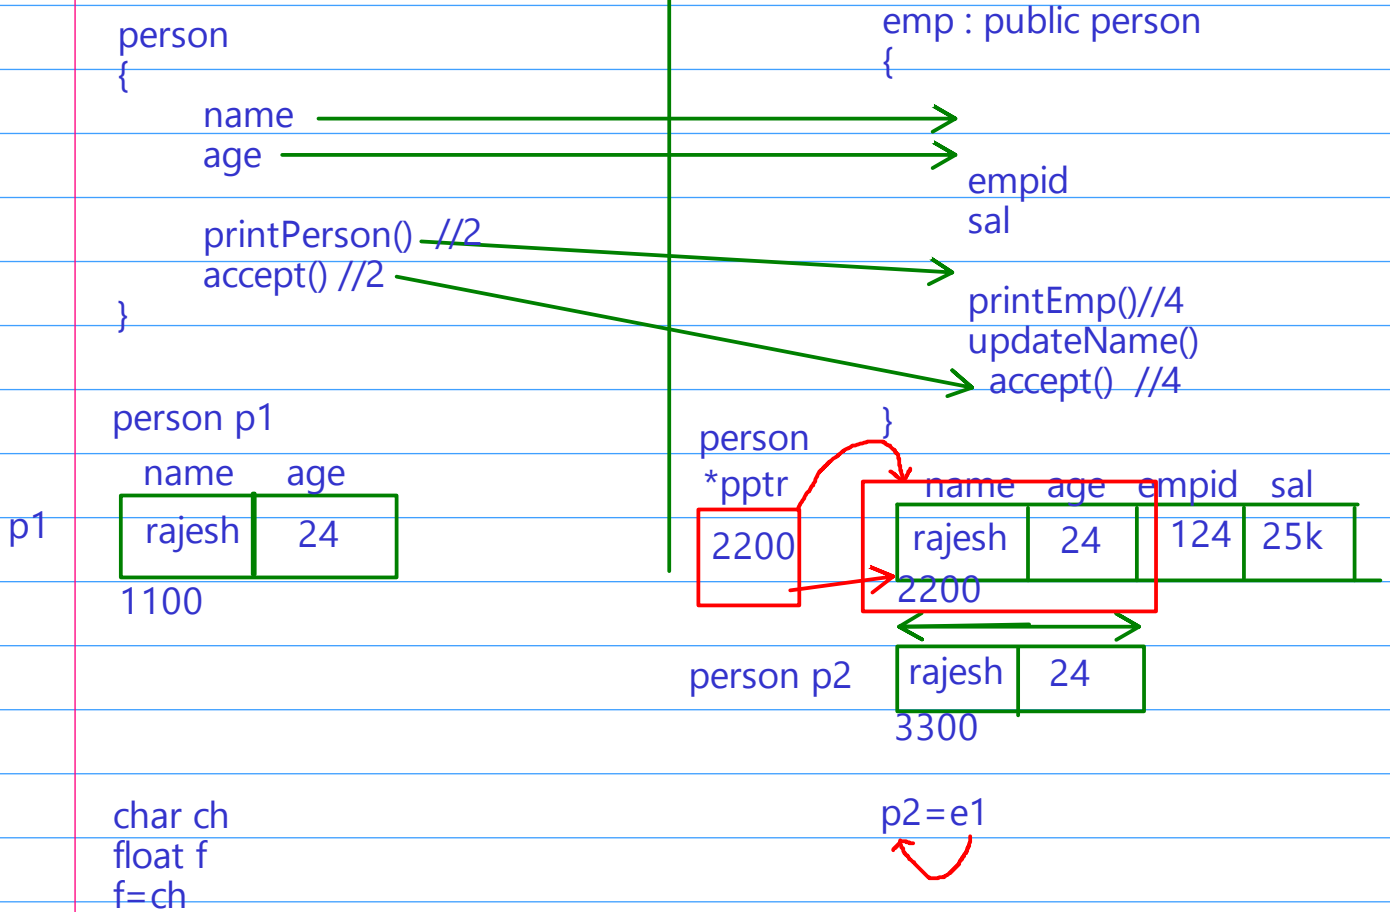 person
{
name
age
printPerson() //2
accept() //2
}
emp : public person
{
empid
sal
printEmp()//4
updateName()
accept() //4
}
person p1
name age
p1 rajesh 24
1100
person
*pptr
2200
name age empid sal
rajesh 24 124 25k
2200
person p2 rajesh 24
3300
char ch
float f
f=ch
p2=e1